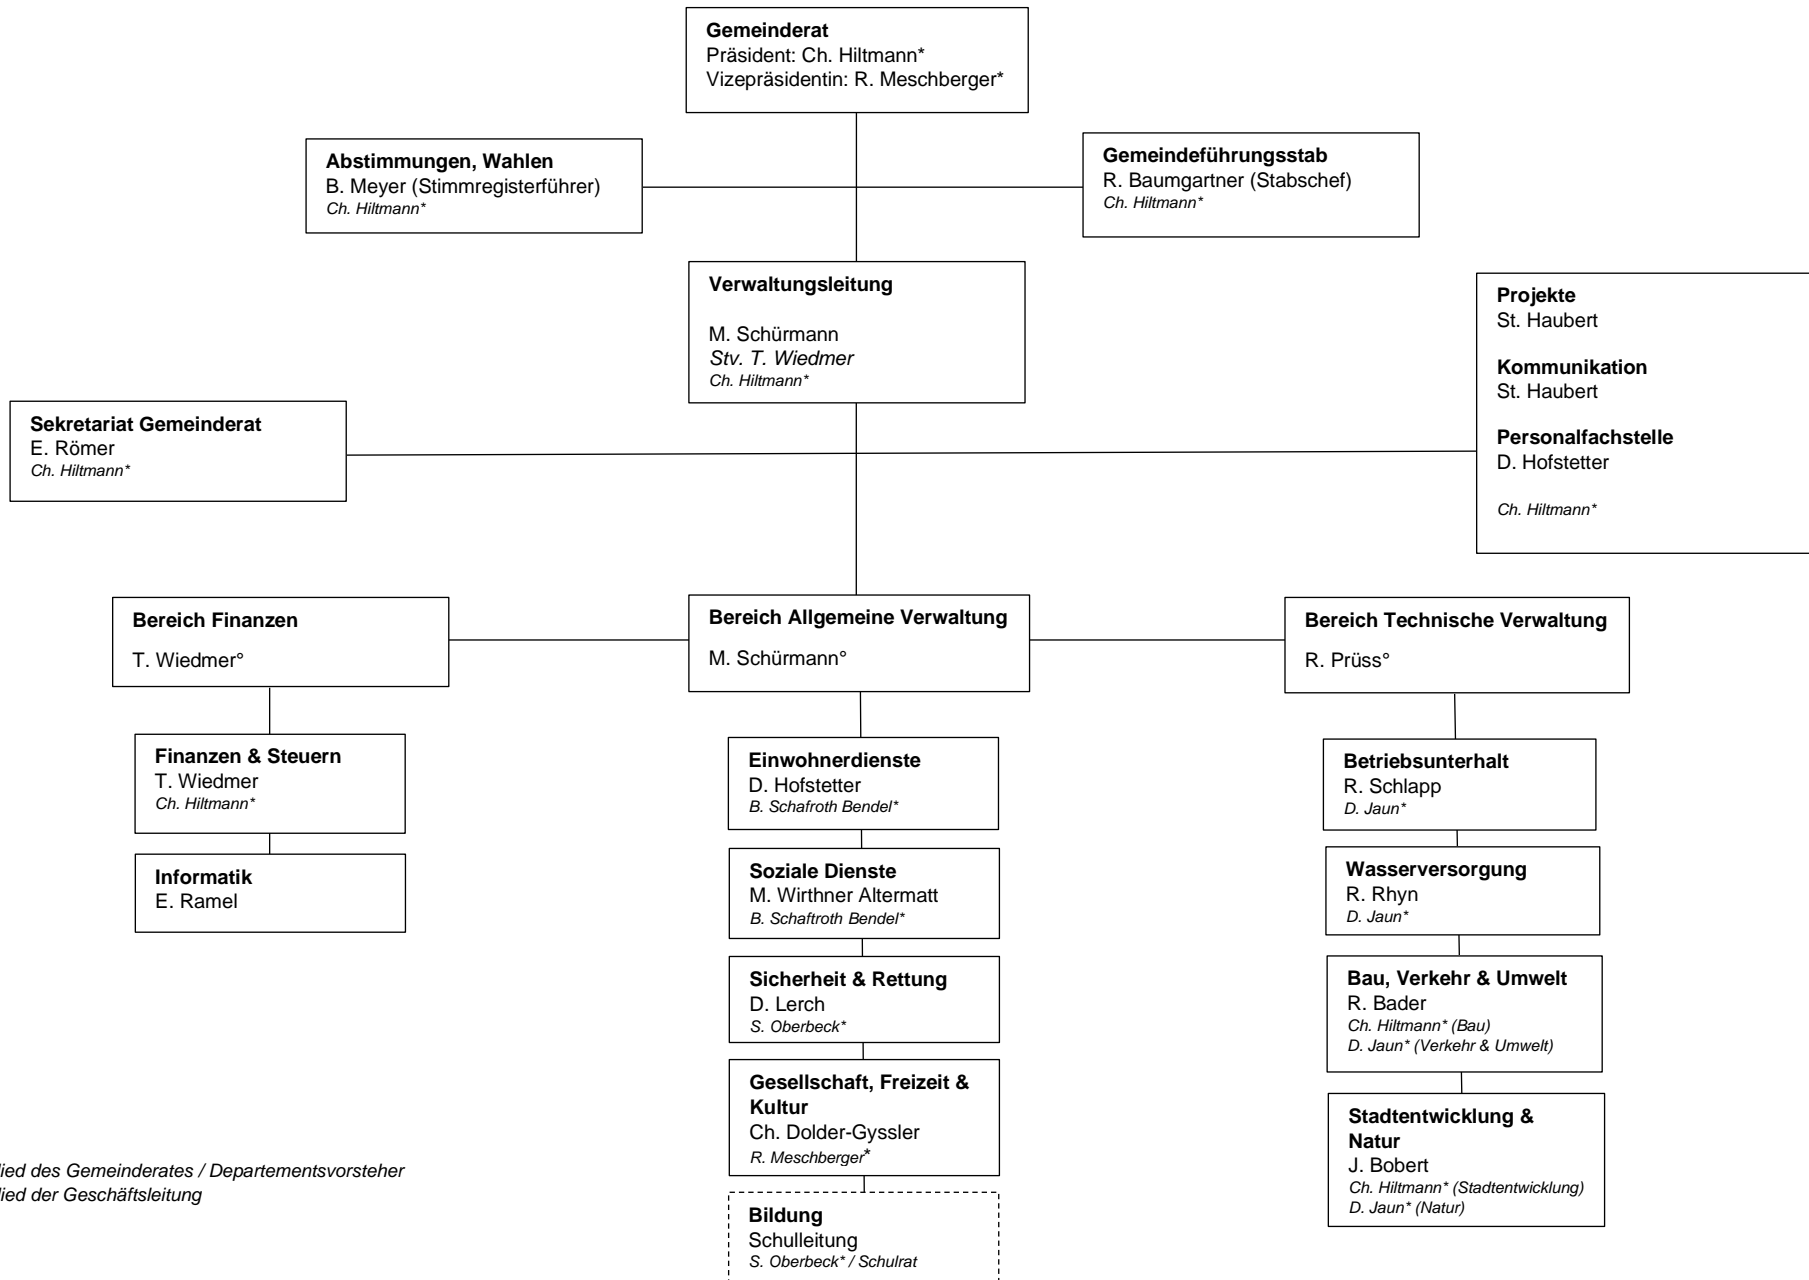 Gemeinderat
Präsident: Ch. Hiltmann*
Vizepräsidentin: R. Meschberger*
Abstimmungen, Wahlen
B. Meyer (Stimmregisterführer)
Ch. Hiltmann*
Gemeindeführungsstab
R. Baumgartner (Stabschef)
Ch. Hiltmann*
Verwaltungsleitung
M. Schürmann
Stv. T. Wiedmer
Ch. Hiltmann*
Projekte
St. Haubert
Kommunikation
St. Haubert
Personalfachstelle
D. Hofstetter
Ch. Hiltmann*
Sekretariat Gemeinderat
E. Römer
Ch. Hiltmann*
Bereich Finanzen
T. Wiedmer°
Bereich Allgemeine Verwaltung
M. Schürmann°
Bereich Technische Verwaltung
R. Prüss°
Finanzen & Steuern
T. Wiedmer
Ch. Hiltmann*
Informatik
E. Ramel
Einwohnerdienste
D. Hofstetter
B. Schafroth Bendel*
Soziale Dienste
M. Wirthner Altermatt
B. Schaftroth Bendel*
Sicherheit & Rettung
D. Lerch
S. Oberbeck*
Gesellschaft, Freizeit &
Kultur
Ch. Dolder-Gyssler
R. Meschberger*
Bildung
Schulleitung
S. Oberbeck* / Schulrat
Betriebsunterhalt
R. Schlapp
D. Jaun*
Wasserversorgung
R. Rhyn
D. Jaun*
Bau, Verkehr & Umwelt
R. Bader
Ch. Hiltmann* (Bau)
D. Jaun* (Verkehr & Umwelt)
Stadtentwicklung &
Natur
J. Bobert
Ch. Hiltmann* (Stadtentwicklung)
D. Jaun* (Natur)
lied des Gemeinderates / Departementsvorsteher
lied der Geschäftsleitung